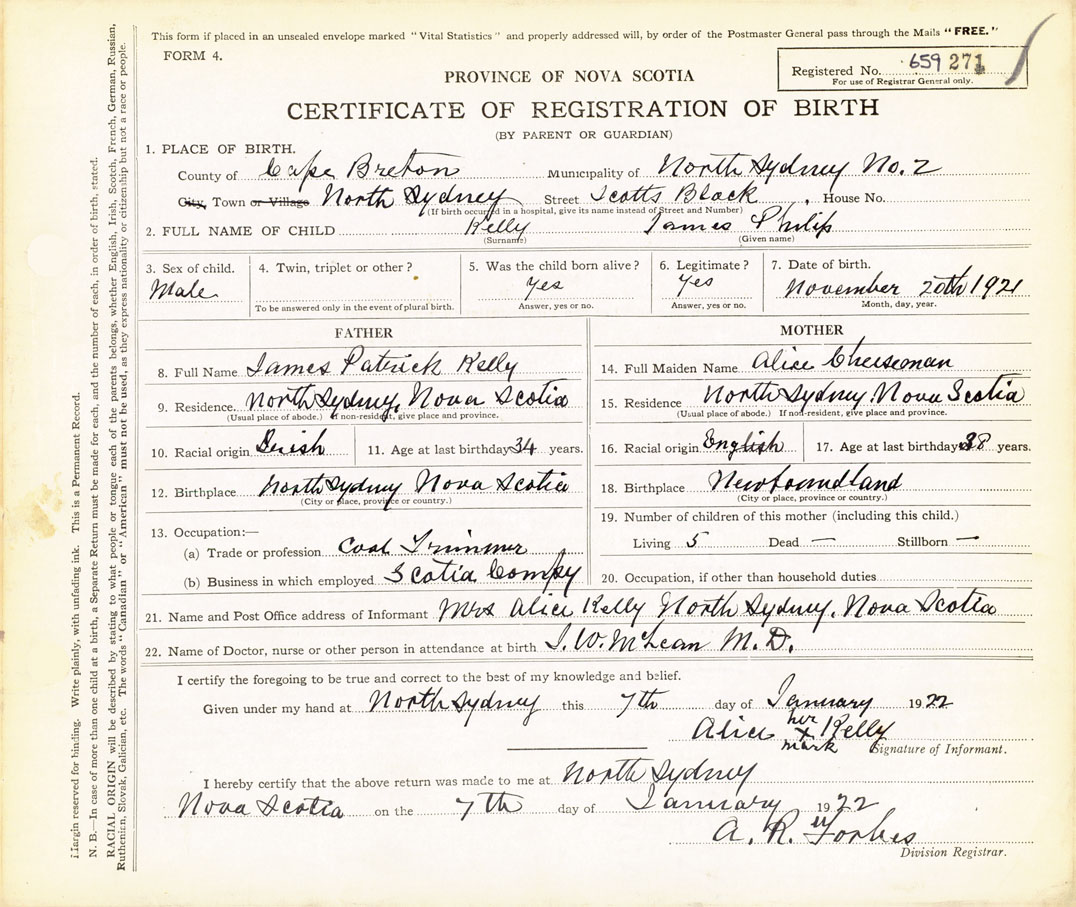 This form if placed in an unsealed envelope marked "Vital Statistics" and properly addressed will, by order of the Postmaster General pass through the Mails "FREE."
FORM 4.
Registered No. 659 271
For use of Registrar General only.
PROVINCE OF NOVA SCOTIA
CERTIFICATE OF REGISTRATION OF BIRTH
(BY PARENT OR GUARDIAN)
1. PLACE OF BIRTH.
County of Cape Breton Municipality of North Sydney No. 2
City, Town or Village North Sydney Street Scotts Block, House No.
(If birth occured in a hospital, give its name instead of Street and Number)
2. FULL NAME OF CHILD Kelly James Philip
(Surname) (Given name)
3. Sex of child. 4. Twin, triplet or other? 5. Was the child born alive? 6. Legitimate? 7. Date of birth.
Male Yes Yes November 20th 1921
To be answered only in the event of plural birth. Answer, yes or no. Answer, yes or no. Month, day, year.
FATHER
8. Full Name James Patrick Kelly
9. Residence North Sydney, Nova Scotia
(Usual place of abode.) If non-resident, give place and province.
10. Racial origin Irish 11. Age at last birthday 34 years.
12. Birthplace North Sydney Nova Scotia
(City or place, province or country.)
13. Occupation:—
(a) Trade or profession Coal Trimmer
(b) Business in which employed Scotia Compy
MOTHER
14. Full Maiden Name Alice Cheeseman
15. Residence North Sydney, Nova Scotia
(Usual place of abode.) If non-resident, give place and province.
16. Racial origin English 17. Age at last birthday 38 years.
18. Birthplace Newfoundland
(City or place, province or country.)
19. Number of children of this mother (including this child.)
Living 5 Dead — Stillborn —
20. Occupation, if other than household duties
21. Name and Post Office address of Informant Mrs Alice Kelly North Sydney, Nova Scotia
22. Name of Doctor, nurse or other person in attendance at birth J. W. McLean M. D.
I certify the foregoing to be true and correct to the best of my knowledge and belief.
Given under my hand at North Sydney this 7th day of January 1922
Alice her x mark Kelly
Signature of Informant.
I hereby certify that the above return was made to me at North Sydney
Nova Scotia on the 7th day of January 1922
A. R. Forbes
Division Registrar.
Margin reserved for binding. Write plainly, with unfading ink. This is a Permanent Record.
N. B.—In case of more than one child at a birth, a Separate Return must be made for each, and the number of each, in order of birth, stated.
RACIAL ORIGIN will be described by stating to what people or tongue each of the parents belongs, whether English, Irish, Scotch, French, German, Russian,
Ruthenien, Slovak, Galician, etc. The words "Canadian" or "American" must not be used, as they express nationality or citizenship but not a race or people.